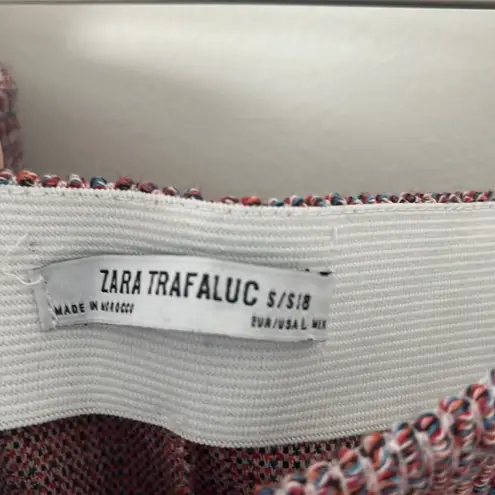 ZARA TRAFALUC S/S18
MADE IN MOROCCO
EUR/USA L MEX